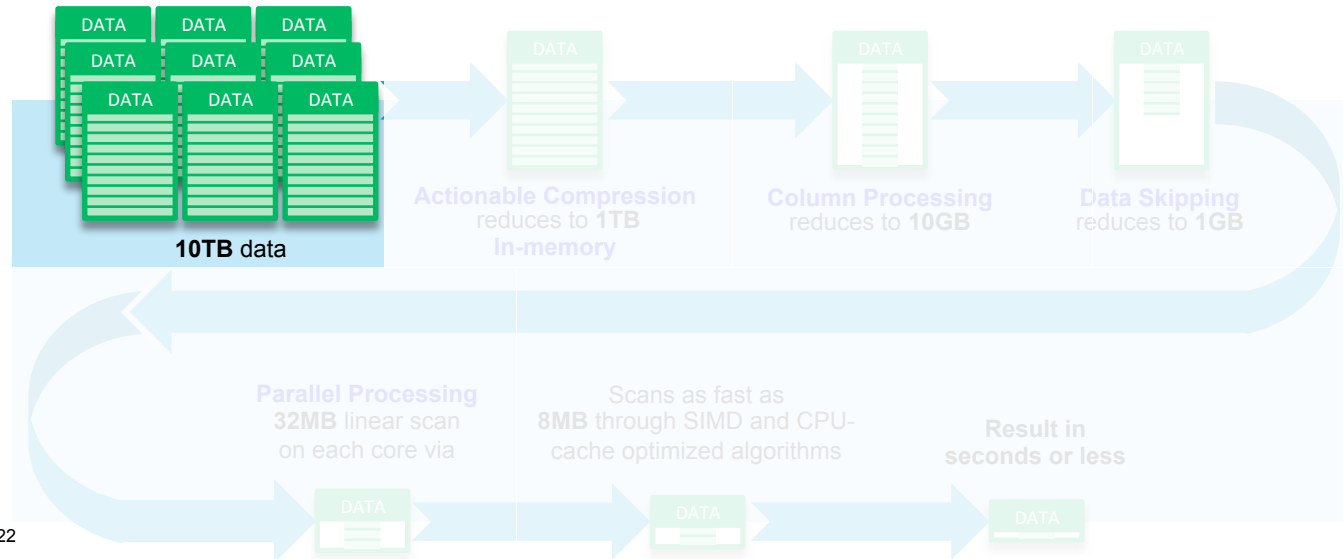 DATA DATA DATA
DATA DATA DATA
DATA DATA DATA
10TB data
DATA
Actionable Compression
reduces to 1TB
In-memory
DATA
Column Processing
reduces to 10GB
DATA
Data Skipping
reduces to 1GB
Parallel Processing
32MB linear scan
on each core via
DATA
Scans as fast as
8MB through SIMD and CPU-
cache optimized algorithms
DATA
Result in
seconds or less
DATA
22